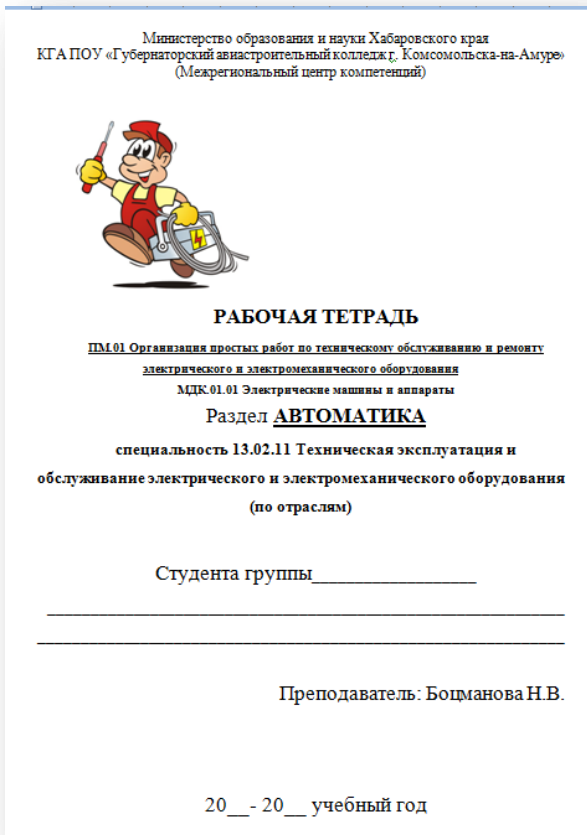 Министерство образования и науки Хабаровского края
КГА ПОУ «Губернаторский авиастроительный колледж г. Комсомольска-на-Амуре»
(Межрегиональный центр компетенций)
РАБОЧАЯ ТЕТРАДЬ
ПМ.01 Организация простых работ по техническому обслуживанию и ремонту
электрического и электромеханического оборудования
МДК.01.01 Электрические машины и аппараты
Раздел АВТОМАТИКА
специальность 13.02.11 Техническая эксплуатация и
обслуживание электрического и электромеханического оборудования
(по отраслям)
Студента группы_________________
Преподаватель: Боцманова Н.В.
20__- 20__ учебный год